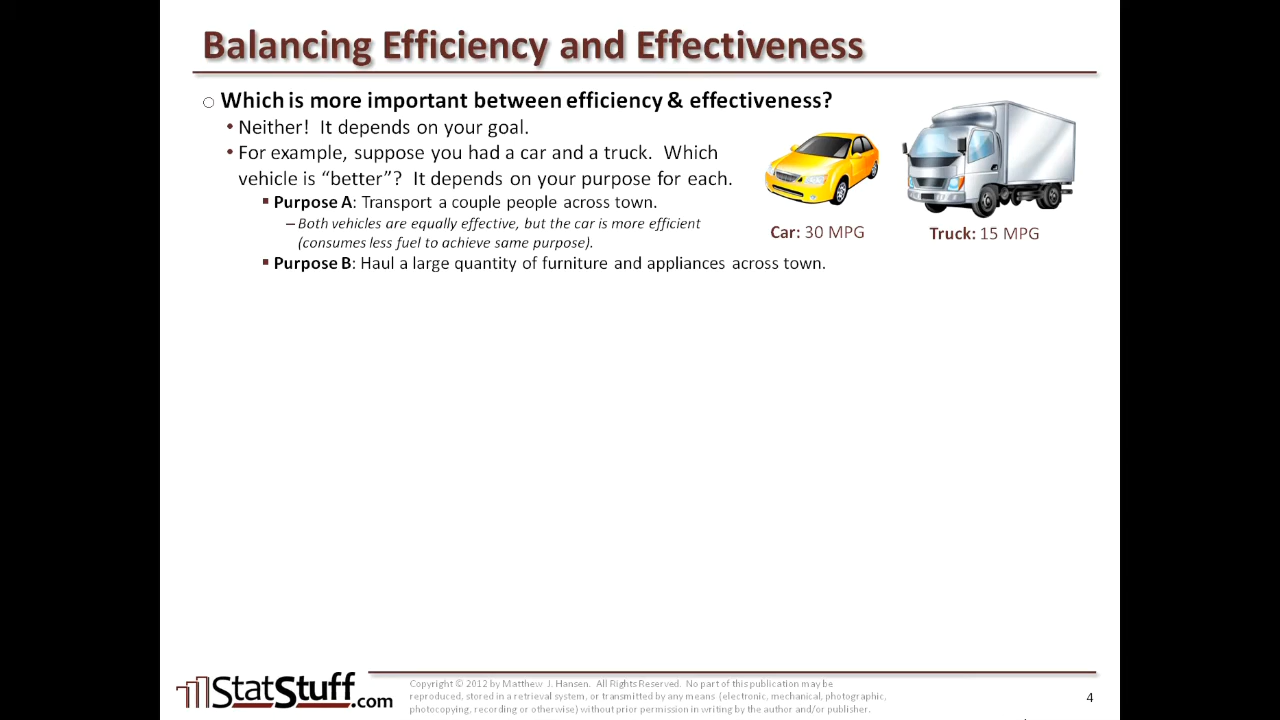 Balancing Efficiency and Effectiveness
○ Which is more important between efficiency & effectiveness?
• Neither! It depends on your goal.
• For example, suppose you had a car and a truck. Which
vehicle is “better”? It depends on your purpose for each.
▪ Purpose A: Transport a couple people across town.
– Both vehicles are equally effective, but the car is more efficient
(consumes less fuel to achieve same purpose).
▪ Purpose B: Haul a large quantity of furniture and appliances across town.
Car: 30 MPG
Truck: 15 MPG
StatStuff.com
Copyright © 2012 by Matthew J. Hansen. All Rights Reserved. No part of this publication may be
reproduced, stored in a retrieval system, or transmitted by any means (electronic, mechanical, photographic,
photocopying, recording or otherwise) without prior permission in writing by the author and/or publisher.
4